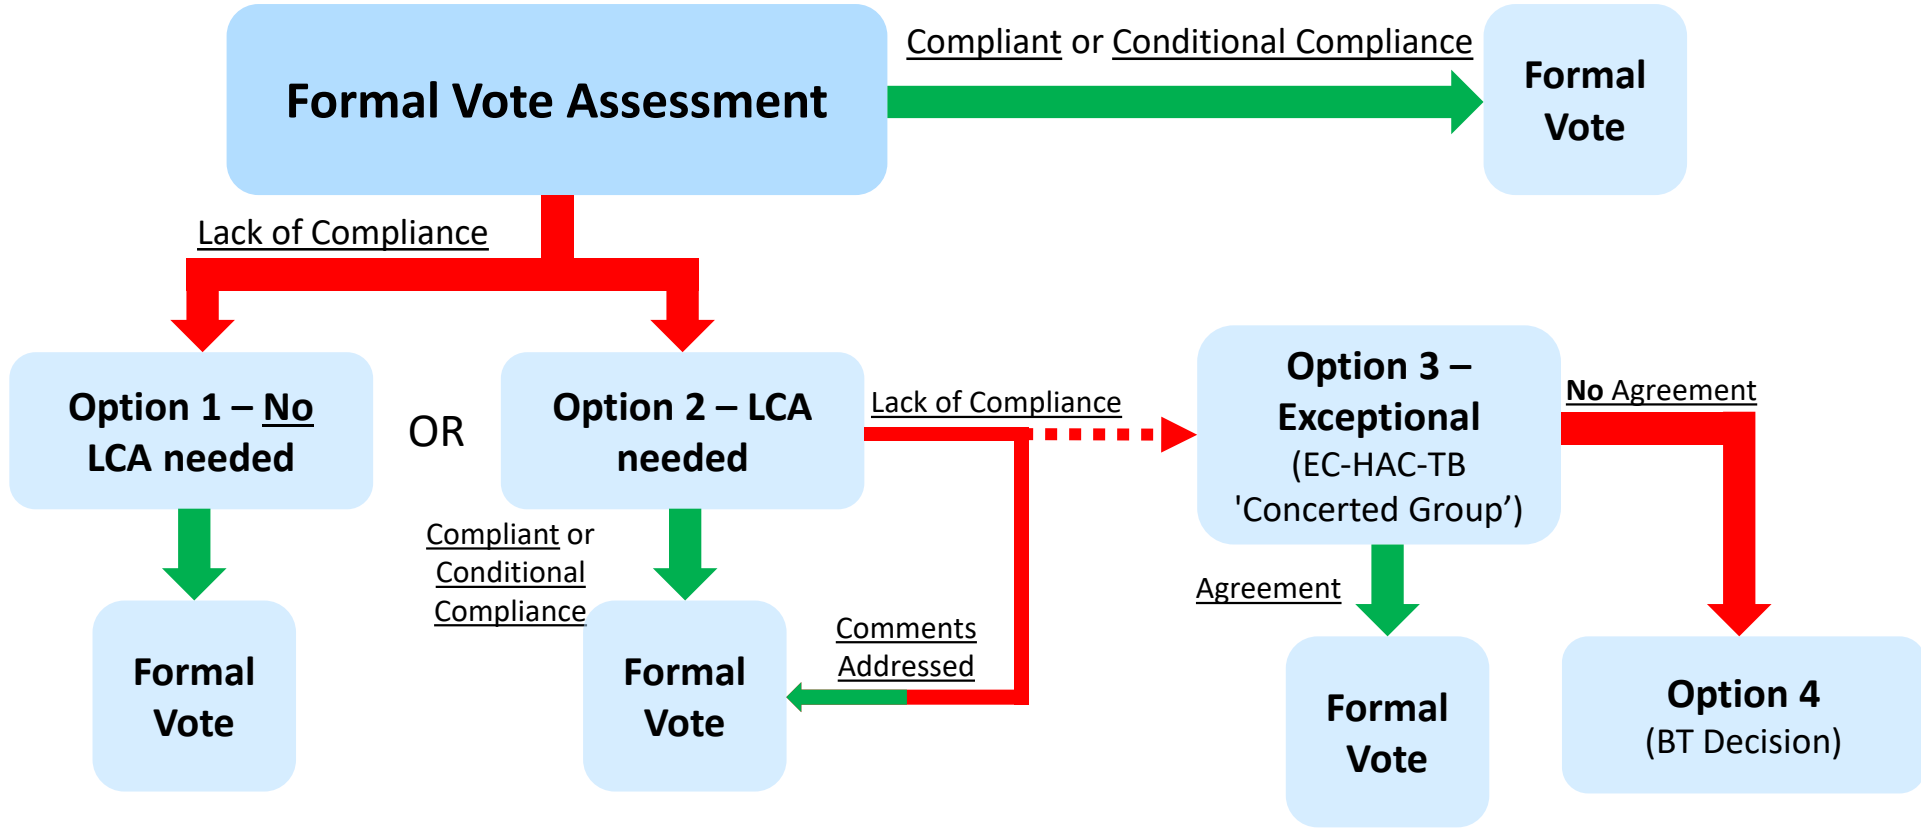 Formal Vote Assessment
Compliant or Conditional Compliance
Formal
Vote
Lack of Compliance
Option 1 – No
LCA needed
OR
Option 2 – LCA
needed
Lack of Compliance
Option 3 –
Exceptional
(EC-HAC-TB
'Concerted Group’)
No Agreement
Compliant or
Conditional
Compliance
Agreement
Comments
Addressed
Formal
Vote
Formal
Vote
Formal
Vote
Option 4
(BT Decision)